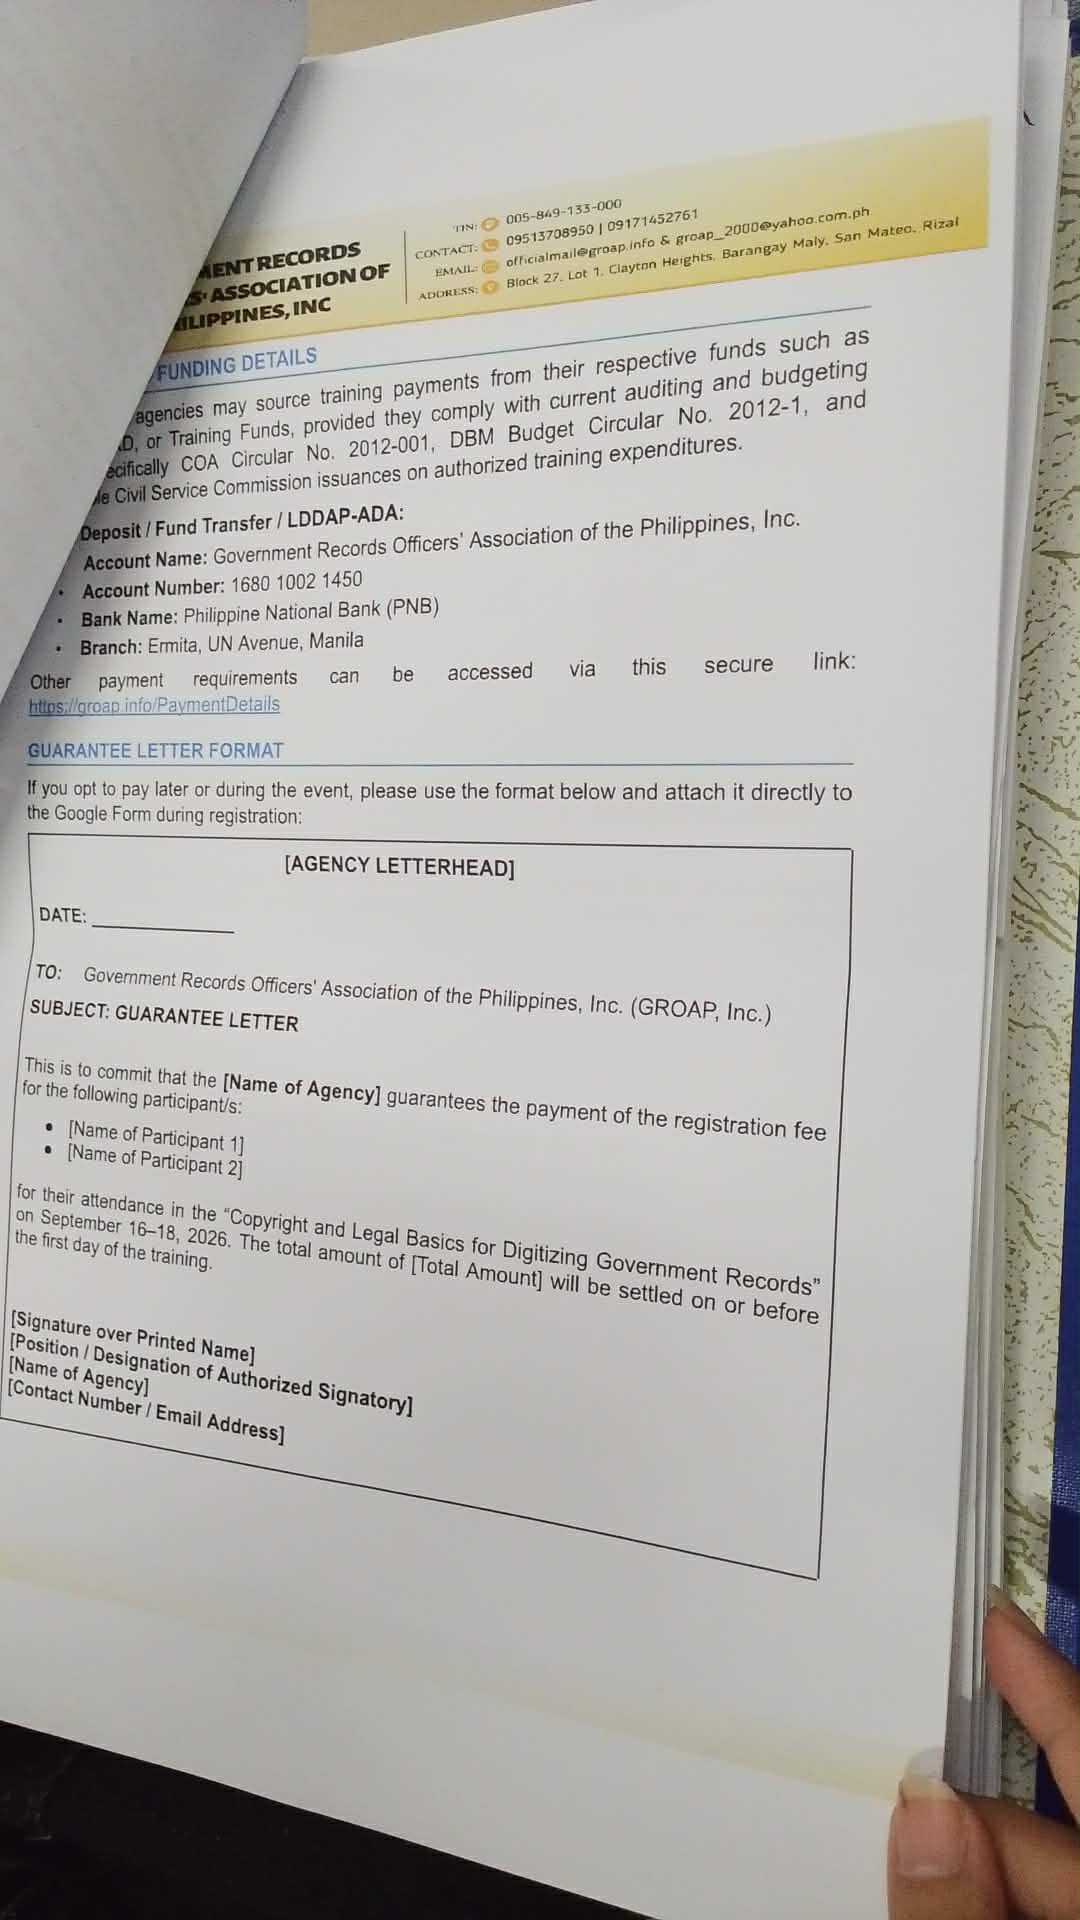 TIN: 005-849-133-000
CONTACT: 09513708950 | 09171452761
EMAIL: officialmail@groap.info & groap_2000@yahoo.com.ph
ADDRESS: Block 27, Lot 1, Clayton Heights, Barangay Maly, San Mateo, Rizal
RECORDS
ASSOCIATION OF
INC
FUNDING DETAILS
agencies may source training payments from their respective funds such as
or Training Funds, provided they comply with current auditing and budgeting
COA Circular No. 2012-001, DBM Budget Circular No. 2012-1, and
Civil Service Commission issuances on authorized training expenditures.
Deposit / Fund Transfer / LDDAP-ADA:
Account Name: Government Records Officers' Association of the Philippines, Inc.
• Account Number: 1680 1002 1450
• Bank Name: Philippine National Bank (PNB)
• Branch: Ermita, UN Avenue, Manila
Other payment requirements can be accessed via this secure link:
https://groap.info/PaymentDetails
GUARANTEE LETTER FORMAT
If you opt to pay later or during the event, please use the format below and attach it directly to
the Google Form during registration:
[AGENCY LETTERHEAD]
DATE: ____________
TO: Government Records Officers' Association of the Philippines, Inc. (GROAP, Inc.)
SUBJECT: GUARANTEE LETTER
This is to commit that the [Name of Agency] guarantees the payment of the registration fee
for the following participant/s:
• [Name of Participant 1]
• [Name of Participant 2]
for their attendance in the “Copyright and Legal Basics for Digitizing Government Records”
on September 16–18, 2026. The total amount of [Total Amount] will be settled on or before
the first day of the training.
[Signature over Printed Name]
[Position / Designation of Authorized Signatory]
[Name of Agency]
[Contact Number / Email Address]